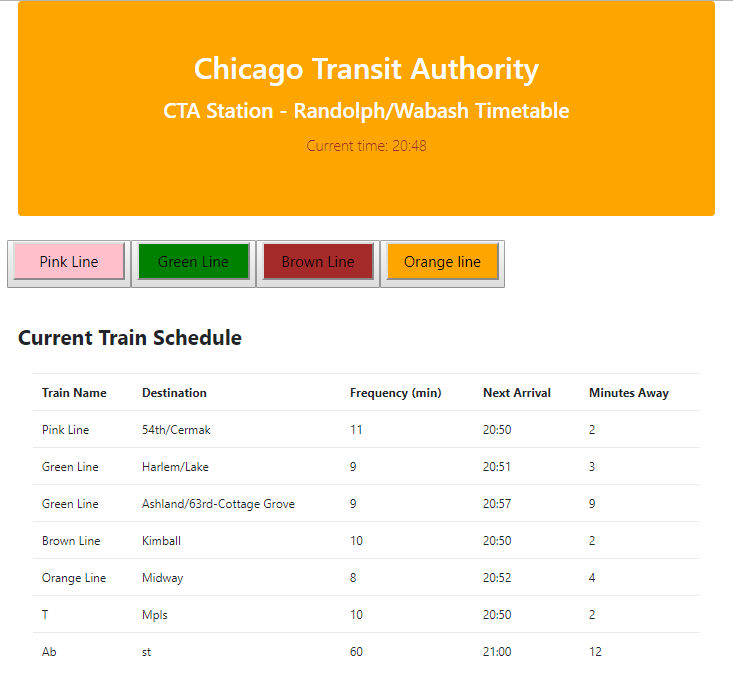 Chicago Transit Authority
CTA Station - Randolph/Wabash Timetable
Current time: 20:48
Pink Line Green Line Brown Line Orange line
Current Train Schedule
Train Name Destination Frequency (min) Next Arrival Minutes Away
Pink Line 54th/Cermak 11 20:50 2
Green Line Harlem/Lake 9 20:51 3
Green Line Ashland/63rd-Cottage Grove 9 20:57 9
Brown Line Kimball 10 20:50 2
Orange Line Midway 8 20:52 4
T Mpls 10 20:50 2
Ab st 60 21:00 12